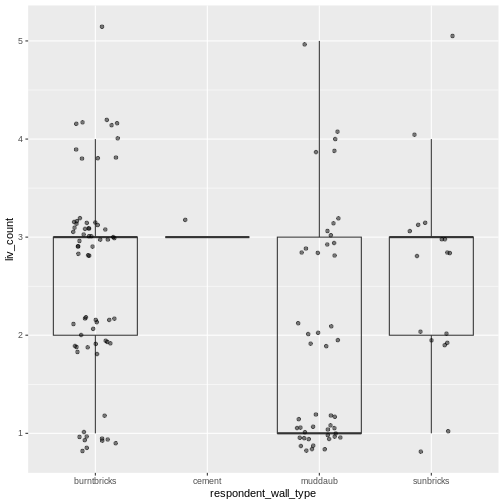 5
4
3
2
1
liv_count
burntbricks cement muddaub sunbricks
respondent_wall_type